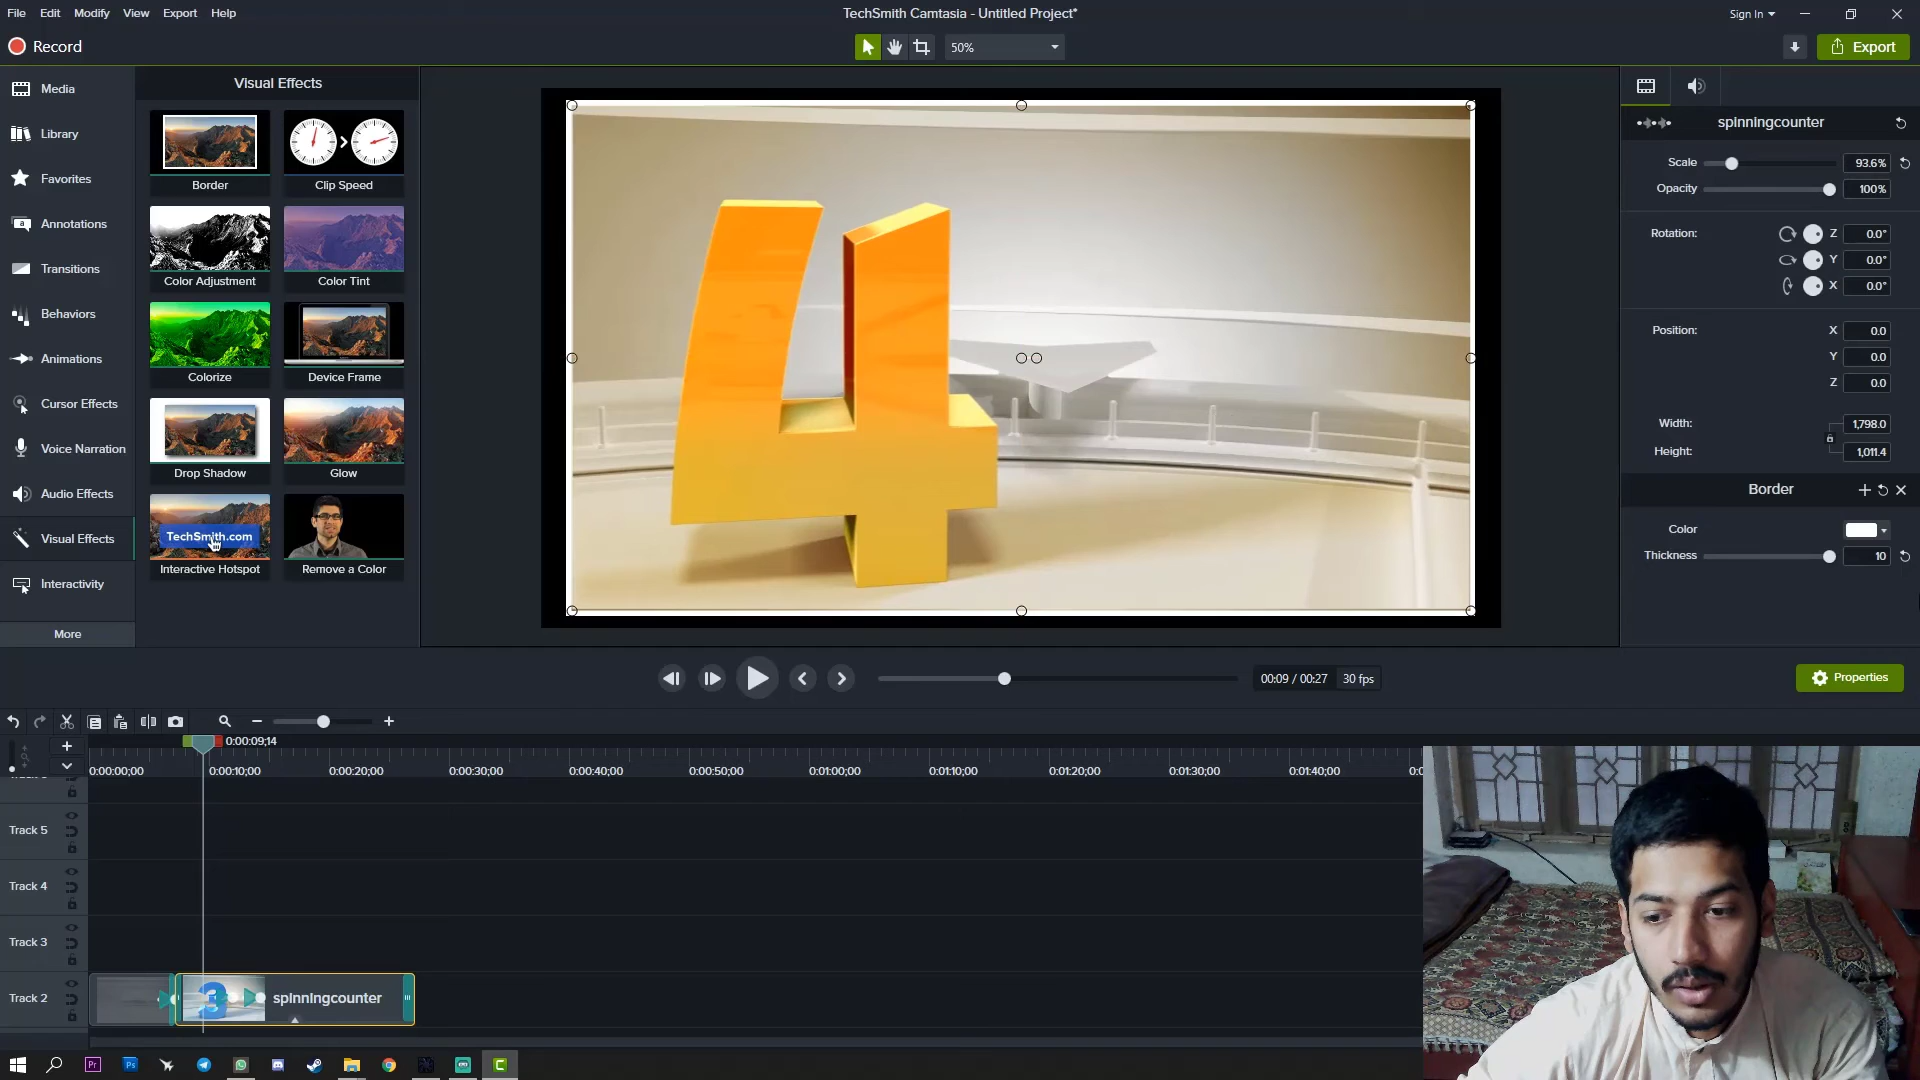 File Edit Modify View Export Help
TechSmith Camtasia - Untitled Project*
Sign In
Record
50%
Export
Media
Library
Favorites
Annotations
Transitions
Behaviors
Animations
Cursor Effects
Voice Narration
Audio Effects
Visual Effects
Interactivity
More
Visual Effects
Border Clip Speed
Color Adjustment Color Tint
Colorize Device Frame
Drop Shadow Glow
TechSmith.com
Interactive Hotspot Remove a Color
4
spinningcounter
Scale 93.6%
Opacity 100%
Rotation: Z 0.0°
Y 0.0°
X 0.0°
Position: X 0.0
Y 0.0
Z 0.0
Width: 1,798.0
Height: 1,011.4
Border
Color
Thickness 10
00:09 / 00:27 30 fps
Properties
0:00:09;14
0:00:00;00 0:00:10;00 0:00:20;00 0:00:30;00 0:00:40;00 0:00:50;00 0:01:00;00 0:01:10;00 0:01:20;00 0:01:30;00 0:01:40;00
Track 5
Track 4
Track 3
Track 2
3 spinningcounter
Pr Ps C